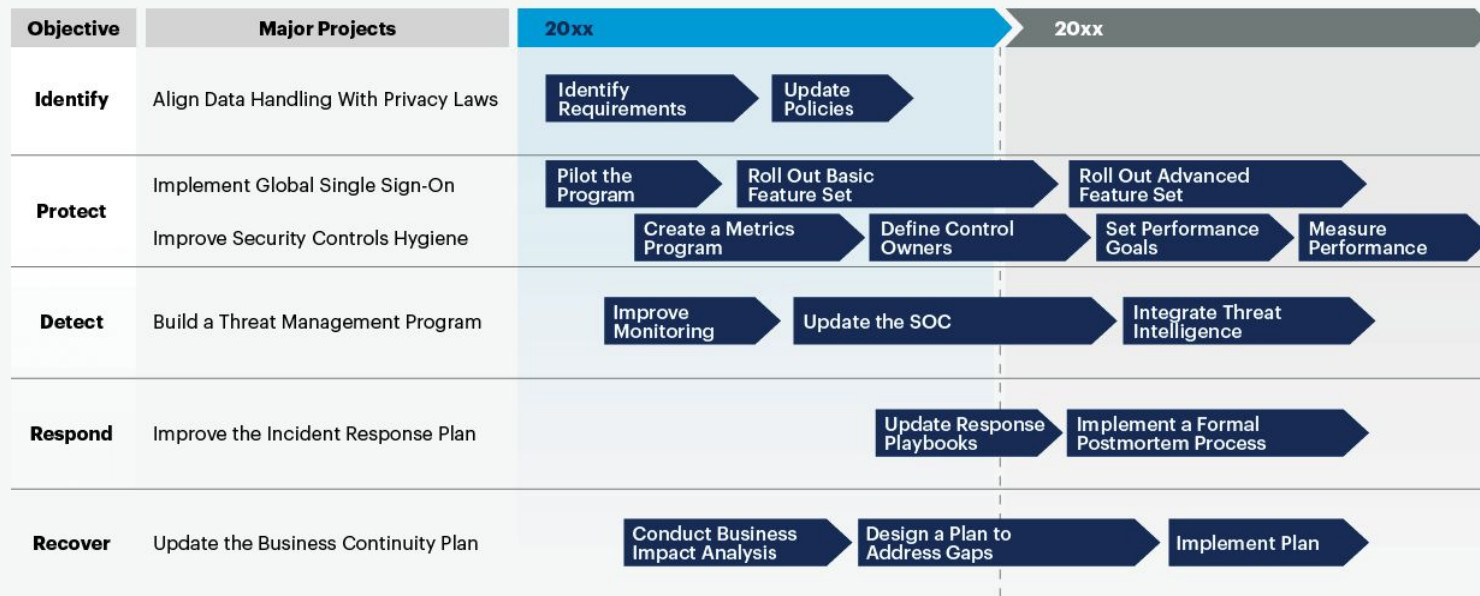 Objective
Major Projects
20xx
20xx
Identify
Align Data Handling With Privacy Laws
Identify
Requirements
Update
Policies
Protect
Implement Global Single Sign-On
Pilot the
Program
Roll Out Basic
Feature Set
Roll Out Advanced
Feature Set
Improve Security Controls Hygiene
Create a Metrics
Program
Define Control
Owners
Set Performance
Goals
Measure
Performance
Detect
Build a Threat Management Program
Improve
Monitoring
Update the SOC
Integrate Threat
Intelligence
Respond
Improve the Incident Response Plan
Update Response
Playbooks
Implement a Formal
Postmortem Process
Recover
Update the Business Continuity Plan
Conduct Business
Impact Analysis
Design a Plan to
Address Gaps
Implement Plan